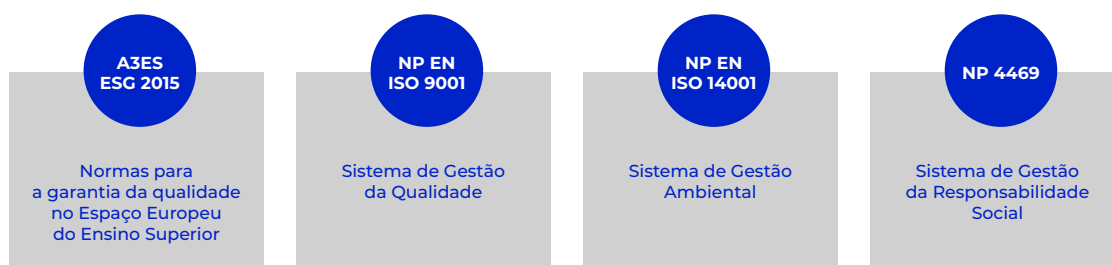 A3ES
ESG 2015
Normas para
a garantia da qualidade
no Espaço Europeu
do Ensino Superior
NP EN
ISO 9001
Sistema de Gestão
da Qualidade
NP EN
ISO 14001
Sistema de Gestão
Ambiental
NP 4469
Sistema de Gestão
da Responsabilidade
Social